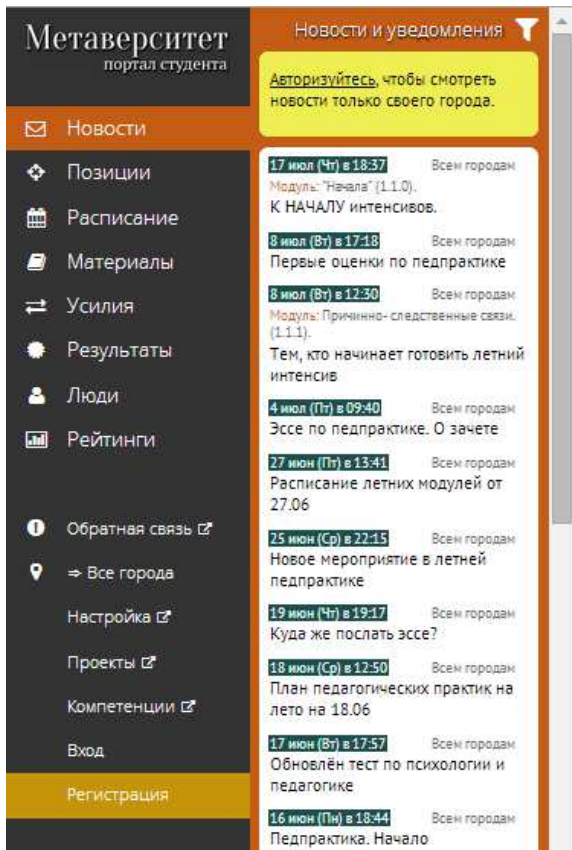 Метаверситет
портал студента
Новости
Позиции
Расписание
Материалы
Усилия
Результаты
Люди
Рейтинги
Обратная связь
⇒ Все города
Настройка
Проекты
Компетенции
Вход
Регистрация
Новости и уведомления
Авторизуйтесь, чтобы смотреть
новости только своего города.
17 июл (Чт) в 18:37 Всем городам
Модуль: "Начала" (1.1.0).
К НАЧАЛУ интенсивов.
8 июл (Вт) в 17:18 Всем городам
Первые оценки по педпрактике
8 июл (Вт) в 12:30 Всем городам
Модуль: Причинно- следственные связи.
(1.1.1).
Тем, кто начинает готовить летний
интенсив
4 июл (Пт) в 09:40 Всем городам
Эссе по педпрактике. О зачете
27 июн (Пт) в 13:41 Всем городам
Расписание летних модулей от
27.06
25 июн (Ср) в 22:15 Всем городам
Новое мероприятие в летней
педпрактике
19 июн (Чт) в 19:17 Всем городам
Куда же послать эссе?
18 июн (Ср) в 12:50 Всем городам
План педагогических практик на
лето на 18.06
17 июн (Вт) в 17:57 Всем городам
Обновлён тест по психологии и
педагогике
16 июн (Пн) в 18:44 Всем городам
Педпрактика. Начало